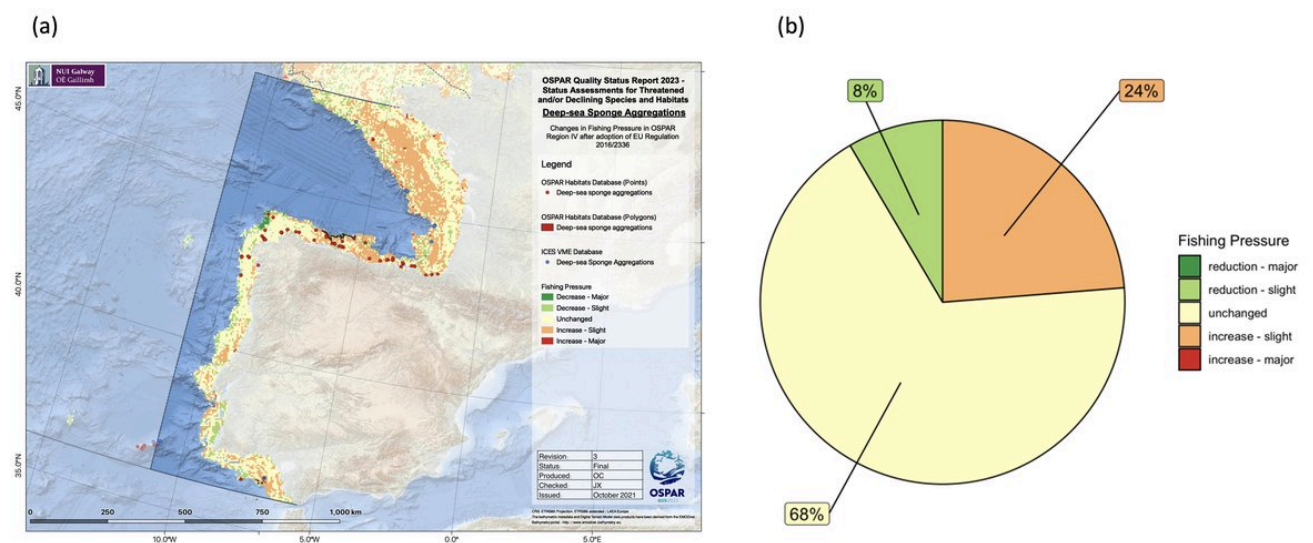 (a)
(b)
NUI Galway
OÉ Gaillimh
OSPAR Quality Status Report 2023 -
Status Assessments for Threatened
and/or Declining Species and Habitats
Deep-sea Sponge Aggregations
Changes in Fishing Pressure in OSPAR
Region IV after adoption of EU Regulation
2016/2336
Legend
OSPAR Habitats Database (Points)
Deep-sea sponge aggregations
OSPAR Habitats Database (Polygons)
Deep-sea sponge aggregations
ICES VME Database
Deep-sea Sponge Aggregations
Fishing Pressure
Decrease - Major
Decrease - Slight
Unchanged
Increase - Slight
Increase - Major
Revision: 3
Status: Final
Produced: OC
Checked: JX
Issued: October 2021
OSPAR
45.0°N
40.0°N
35.0°N
0 250 500 750 1,000 km
10.0°W 5.0°W 0.0° 5.0°E
8%
24%
68%
Fishing Pressure
reduction - major
reduction - slight
unchanged
increase - slight
increase - major